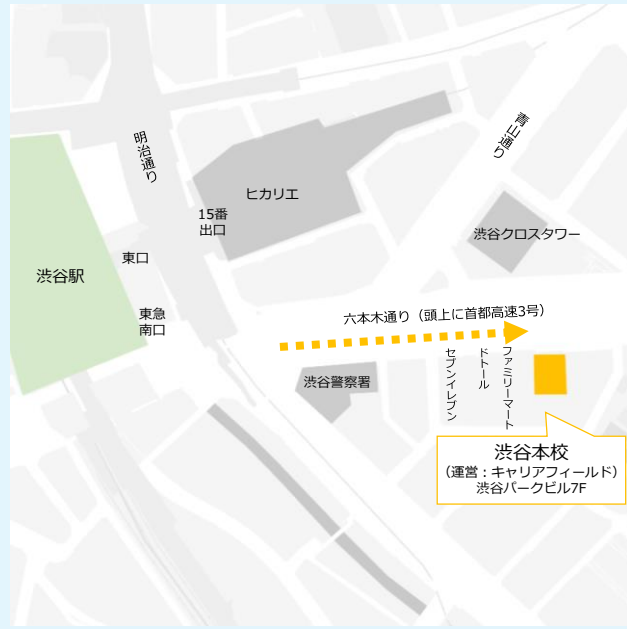 明治通り
青山通り
ヒカリエ
15番
出口
渋谷クロスタワー
東口
渋谷駅
東急
南口
六本木通り（頭上に首都高速3号）
渋谷警察署
セブンイレブン
ドトール
ファミリーマート
渋谷本校
（運営：キャリアフィールド）
渋谷パークビル7F